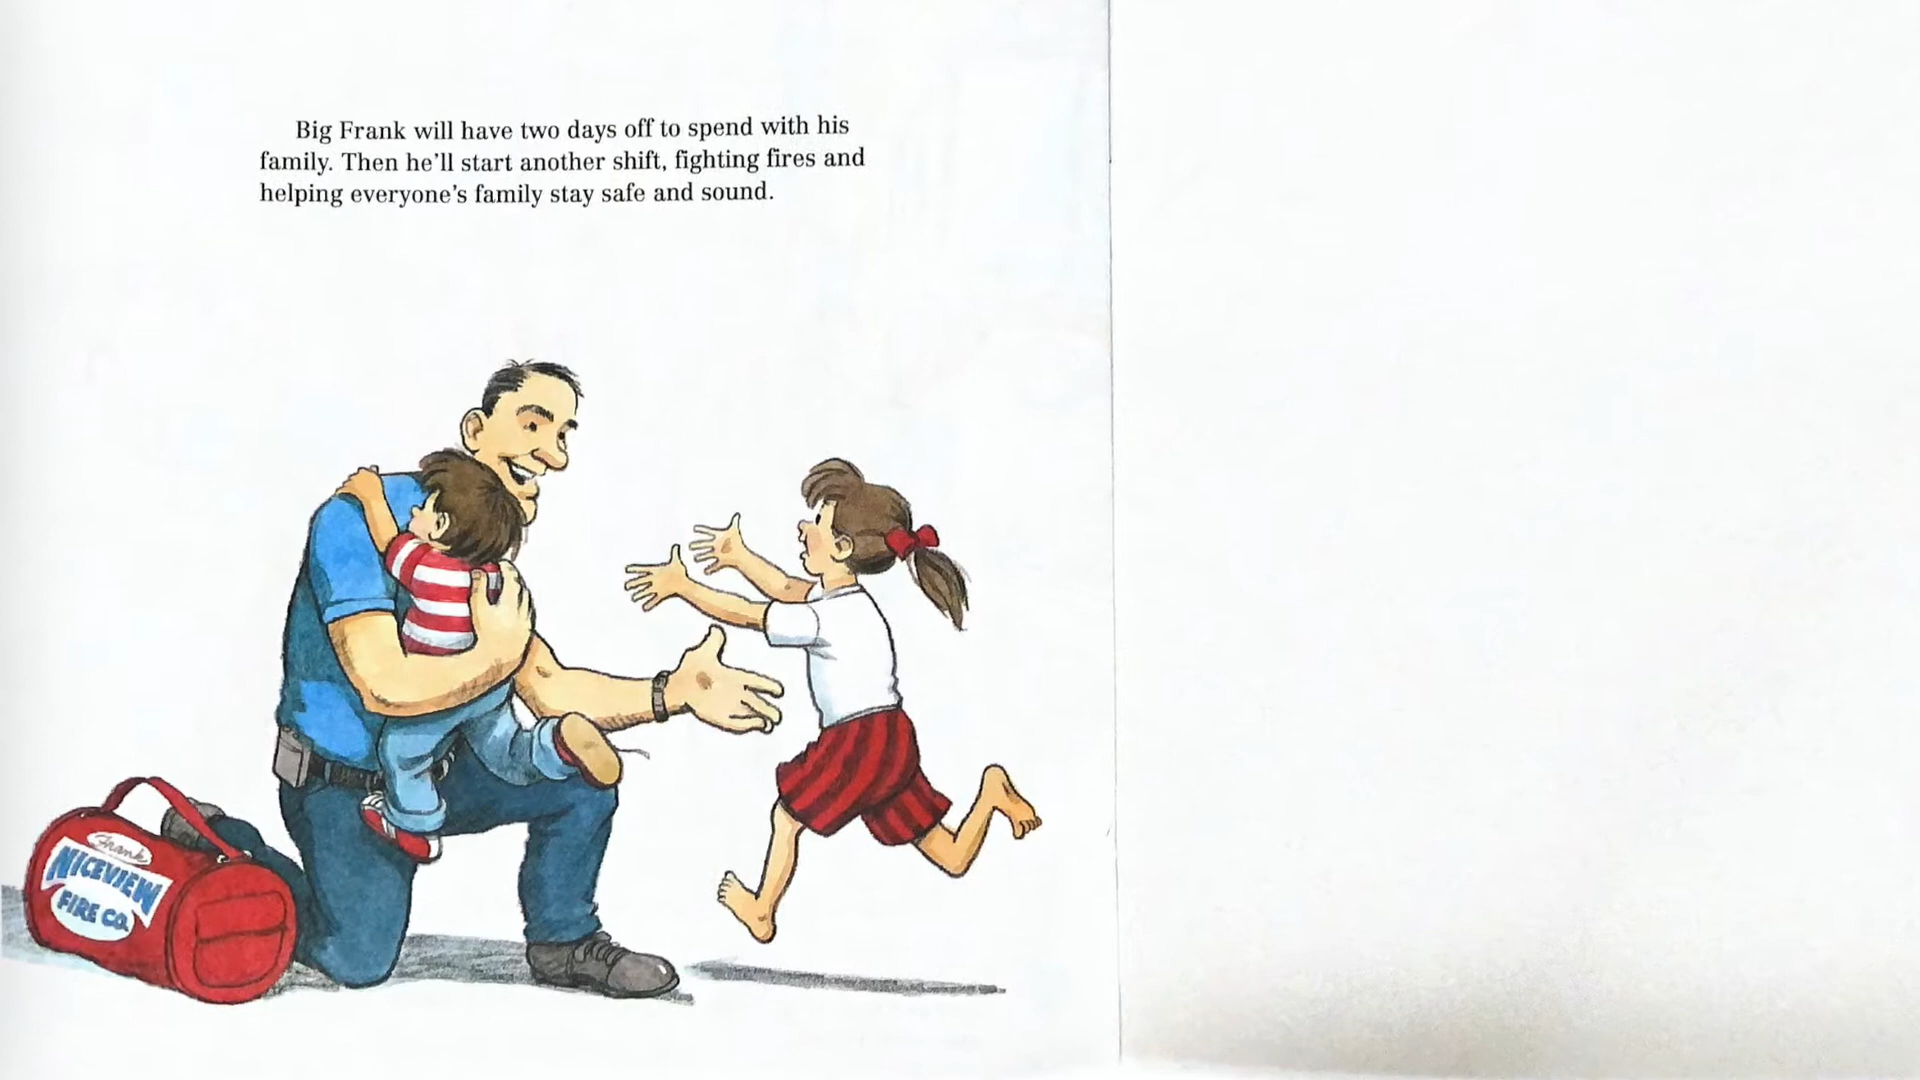 Big Frank will have two days off to spend with his
family. Then he’ll start another shift, fighting fires and
helping everyone’s family stay safe and sound.
Frank
NICEVIEW
FIRE CO.